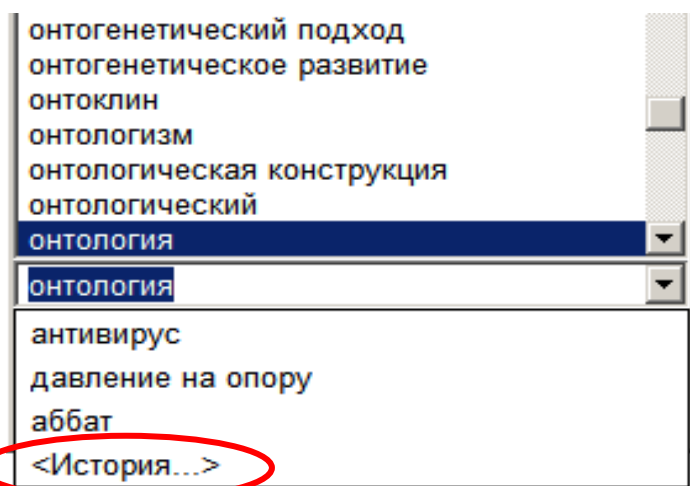 онтогенетический подход
онтогенетическое развитие
онтоклин
онтологизм
онтологическая конструкция
онтологический
онтология
онтология
антивирус
давление на опору
аббат
<История...>